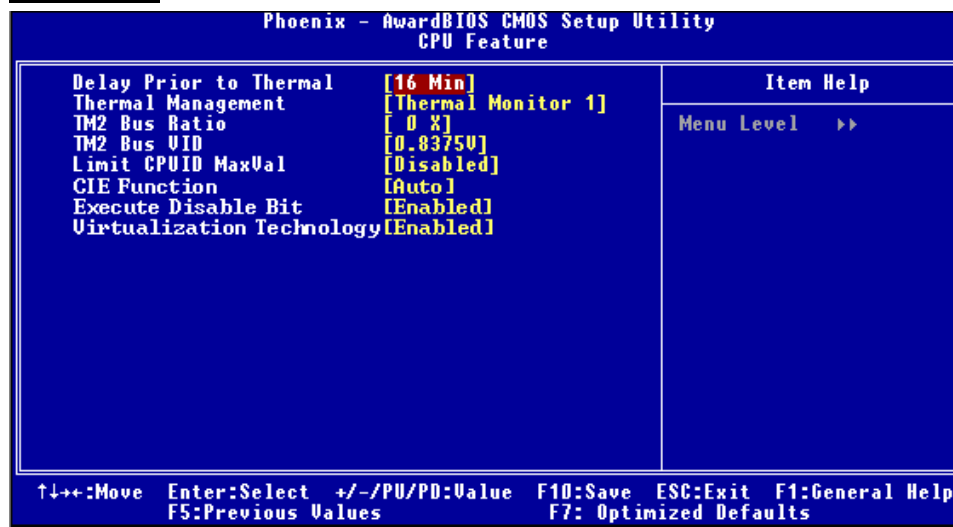 Phoenix - AwardBIOS CMOS Setup Utility
CPU Feature
Delay Prior to Thermal [16 Min]
Thermal Management [Thermal Monitor 1]
TM2 Bus Ratio [ 0 X]
TM2 Bus VID [0.8375V]
Limit CPUID MaxVal [Disabled]
CIE Function [Auto]
Execute Disable Bit [Enabled]
Virtualization Technology[Enabled]
Item Help
Menu Level ▸▸
↑↓→←:Move Enter:Select +/-/PU/PD:Value F10:Save ESC:Exit F1:General Help
F5:Previous Values F7: Optimized Defaults